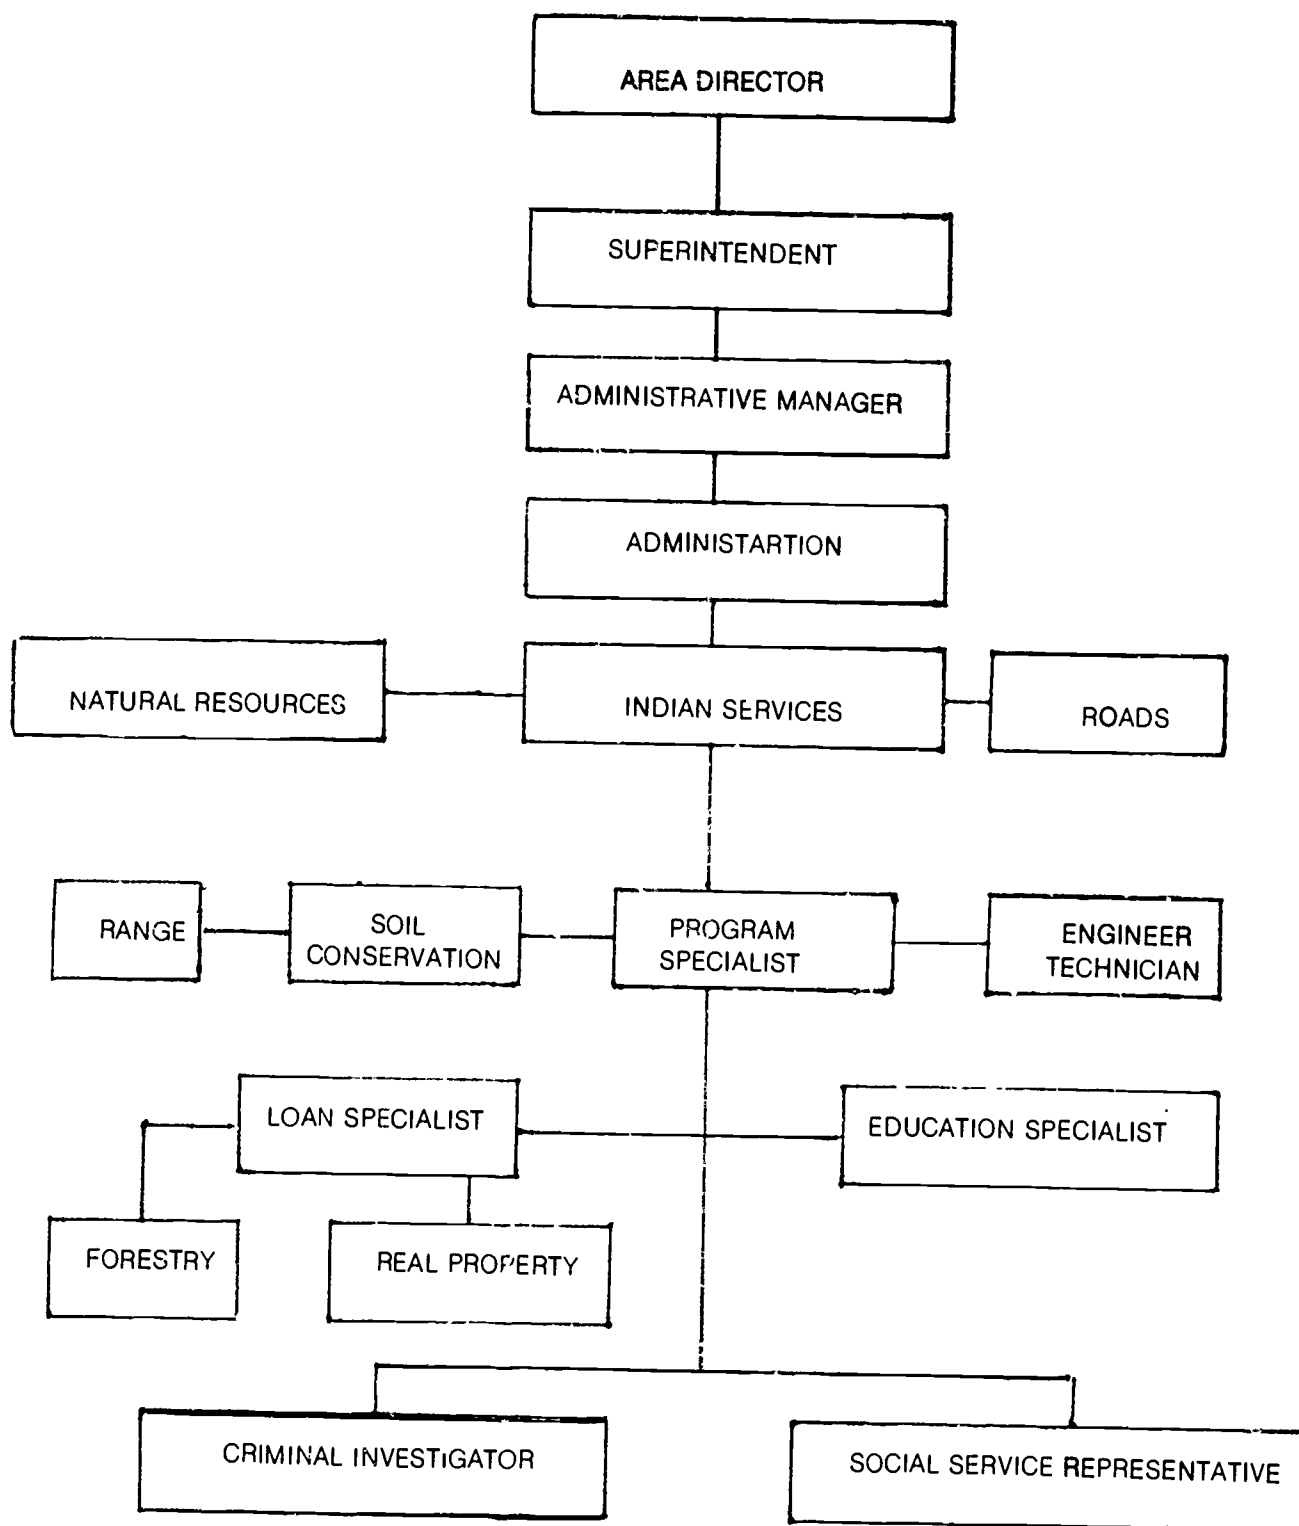 AREA DIRECTOR
SUPERINTENDENT
ADMINISTRATIVE MANAGER
ADMINISTARTION
NATURAL RESOURCES
INDIAN SERVICES
ROADS
RANGE
SOIL
CONSERVATION
PROGRAM
SPECIALIST
ENGINEER
TECHNICIAN
LOAN SPECIALIST
EDUCATION SPECIALIST
FORESTRY
REAL PROPERTY
CRIMINAL INVESTIGATOR
SOCIAL SERVICE REPRESENTATIVE